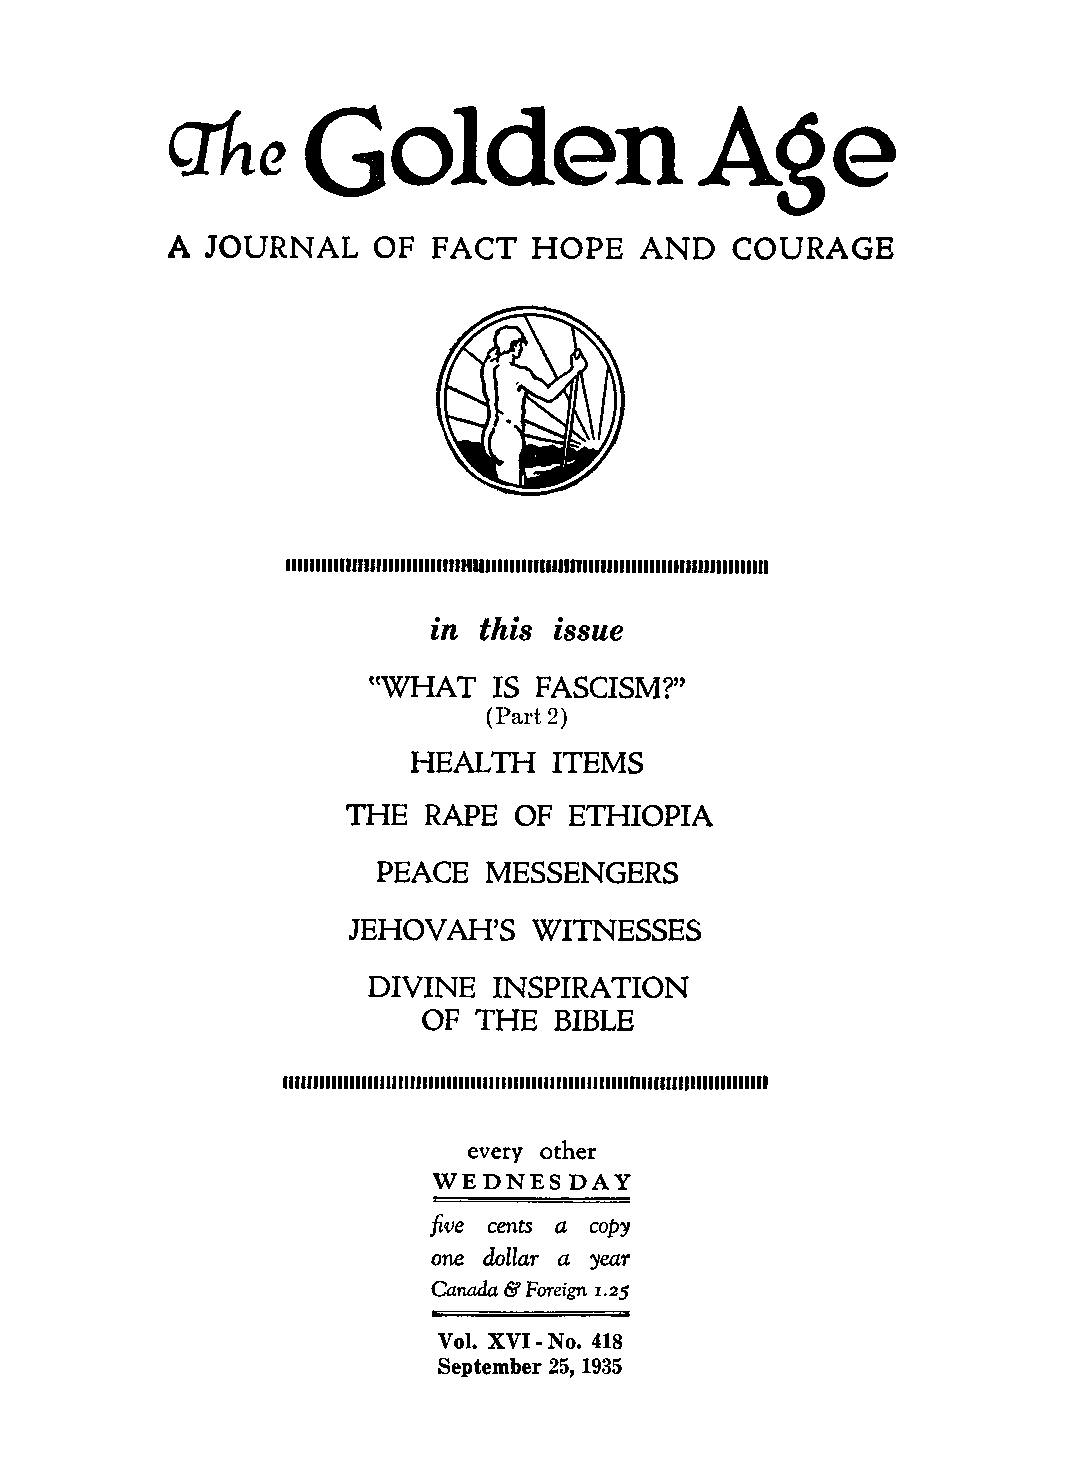 The Golden Age
A JOURNAL OF FACT HOPE AND COURAGE
in this issue
“WHAT IS FASCISM?”
(Part 2)
HEALTH ITEMS
THE RAPE OF ETHIOPIA
PEACE MESSENGERS
JEHOVAH'S WITNESSES
DIVINE INSPIRATION
OF THE BIBLE
every other
WEDNESDAY
five cents a copy
one dollar a year
Canada & Foreign 1.25
Vol. XVI - No. 418
September 25, 1935